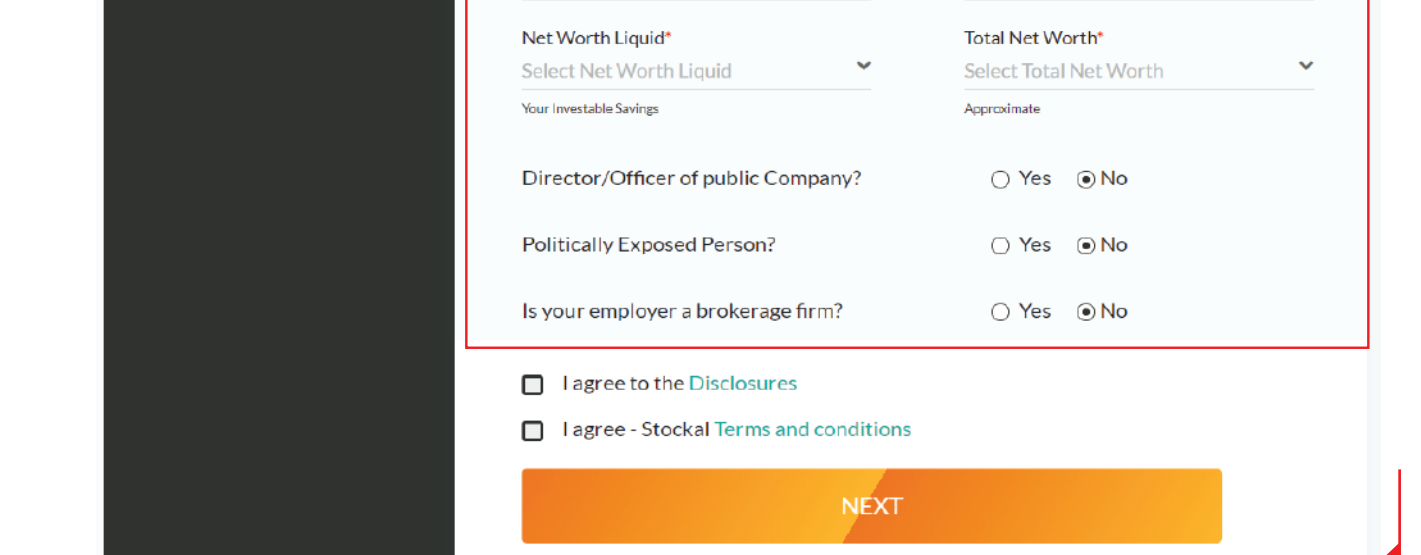 Net Worth Liquid* Total Net Worth*
Select Net Worth Liquid Select Total Net Worth
Your Investable Savings Approximate
Director/Officer of public Company? Yes No
Politically Exposed Person? Yes No
Is your employer a brokerage firm? Yes No
I agree to the Disclosures
I agree - Stockal Terms and conditions
NEXT